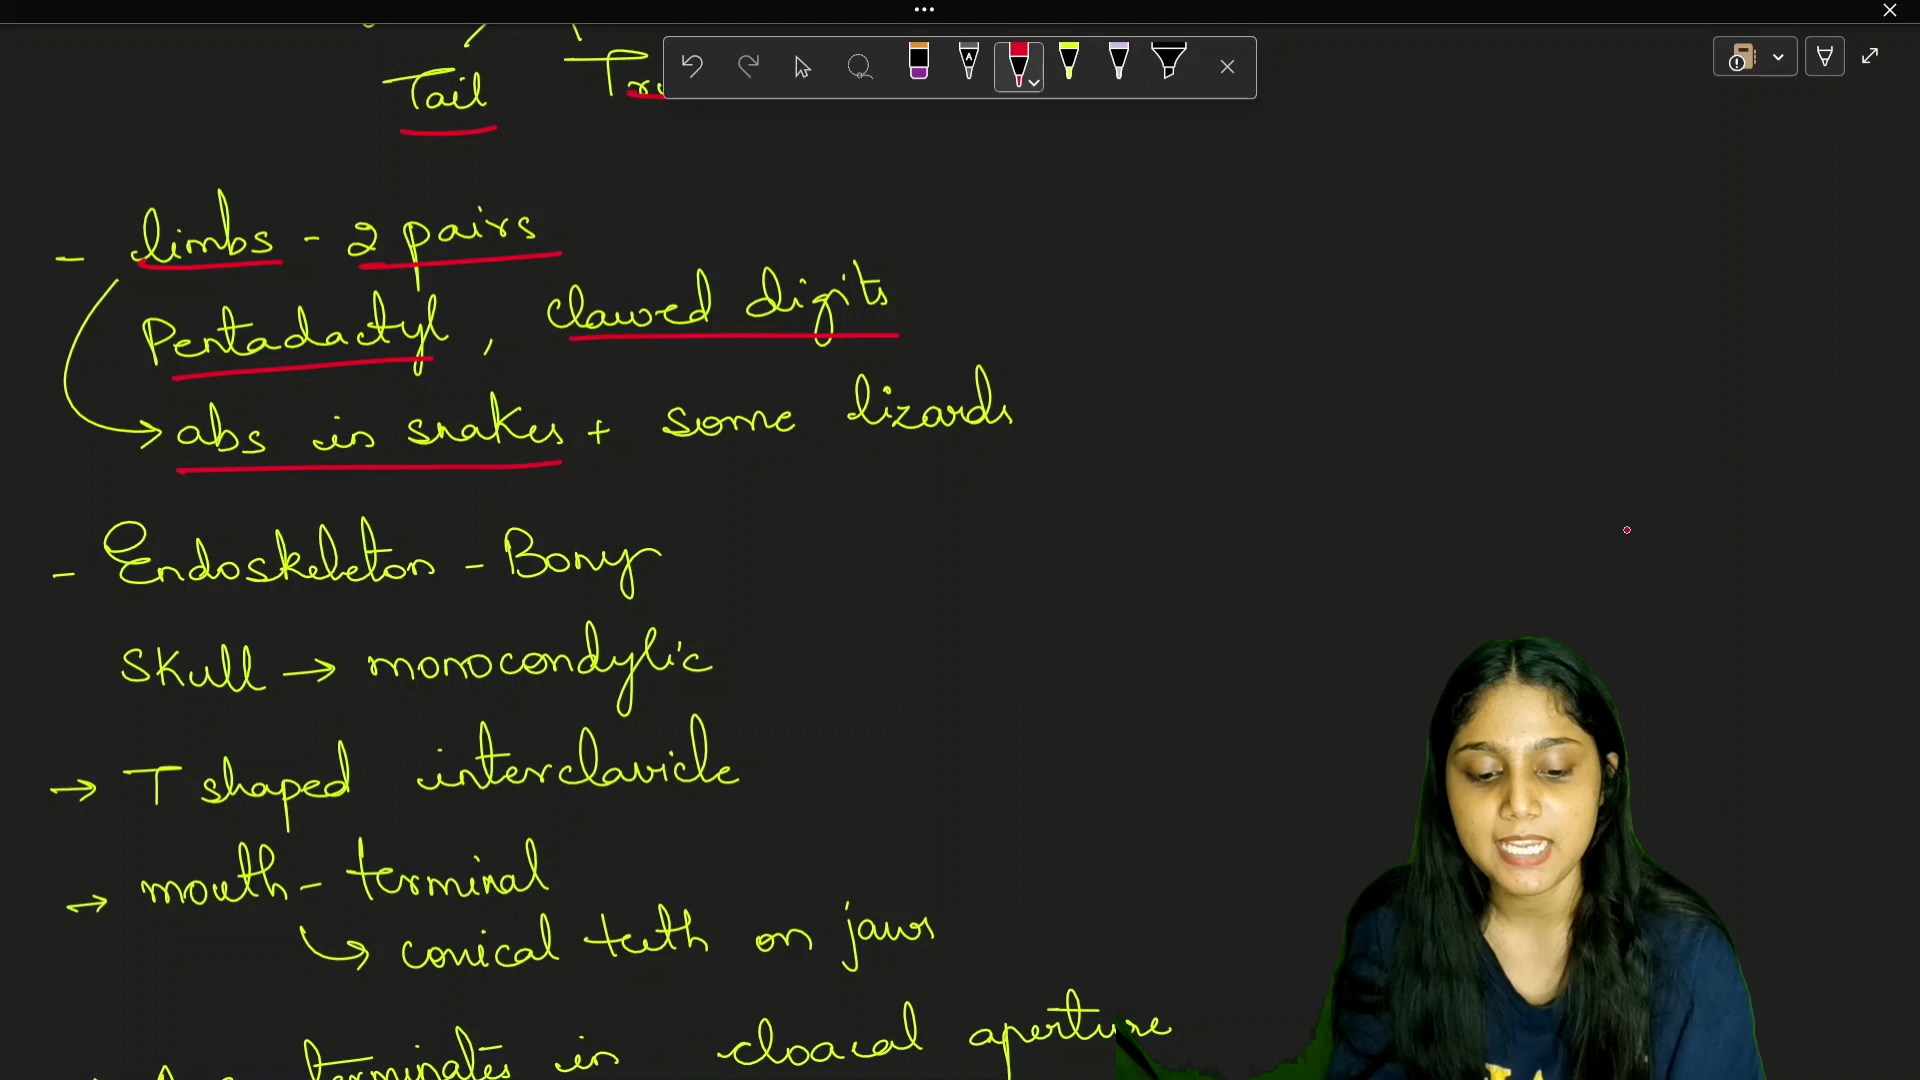 Tail
- limbs - 2 pairs
Pentadactyl, clawed digits
→ abs in snakes + some lizards
- Endoskeleton - Bony
Skull → monocondylic
→ T shaped interclavicle
→ mouth - terminal
↳ conical teeth on jaws
terminates in cloacal aperture